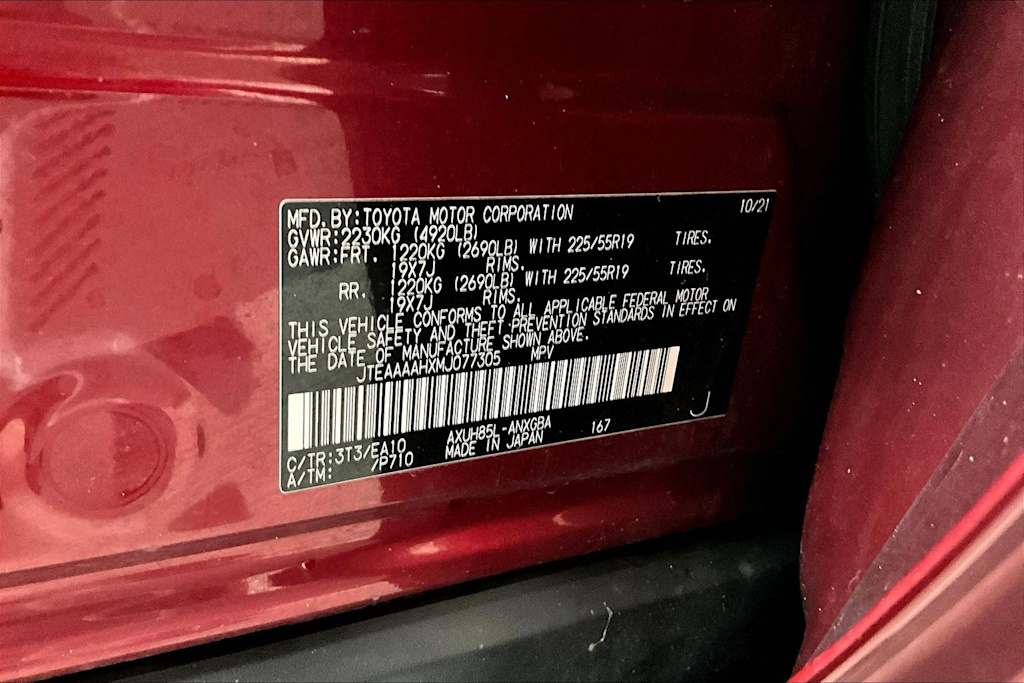 MFD. BY: TOYOTA MOTOR CORPORATION 10/21
GVWR: 2230KG (4920LB)
GAWR: FRT. 1220KG (2690LB) WITH 225/55R19 TIRES.
19X7J RIMS.
RR. 1220KG (2690LB) WITH 225/55R19 TIRES.
19X7J RIMS.
THIS VEHICLE CONFORMS TO ALL APPLICABLE FEDERAL MOTOR
VEHICLE SAFETY AND THEFT PREVENTION STANDARDS IN EFFECT ON
THE DATE OF MANUFACTURE SHOWN ABOVE.
JTEAAAAHXMJ077305 MPV
C/TR: 3T3/EA10 AXUH85L-ANXGBA 167 J
A/TM: /P710 MADE IN JAPAN